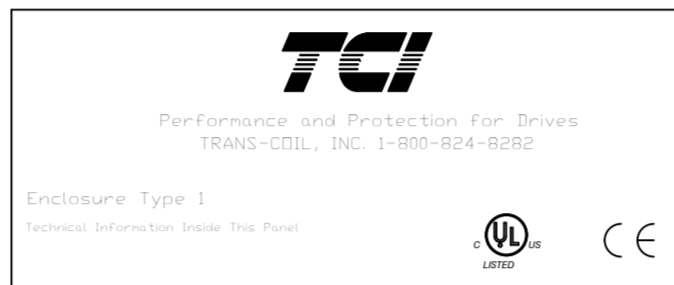 TCI
Performance and Protection for Drives
TRANS-COIL, INC. 1-800-824-8282
Enclosure Type 1
Technical Information Inside This Panel
C UL US
LISTED
CE